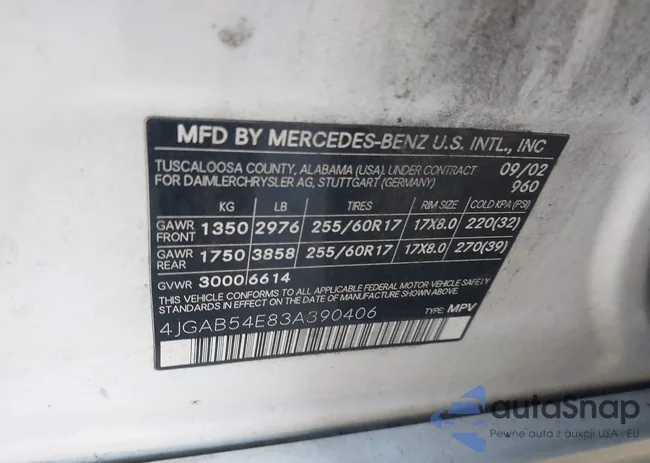 MFD BY MERCEDES-BENZ U.S. INTL., INC
TUSCALOOSA COUNTY, ALABAMA (USA). UNDER CONTRACT 09/02
FOR DAIMLERCHRYSLER AG, STUTTGART (GERMANY) 960
KG LB TIRES RIM SIZE COLD KPA (PSI)
GAWR FRONT 1350 2976 255/60R17 17X8.0 220(32)
GAWR REAR 1750 3858 255/60R17 17X8.0 270(39)
GVWR 3000 6614
THIS VEHICLE CONFORMS TO ALL APPLICABLE FEDERAL MOTOR VEHICLE SAFETY
STANDARDS IN EFFECT ON THE DATE OF MANUFACTURE SHOWN ABOVE
4JGAB54E83A390406 TYPE: MPV
autoSnap
Pewne auto z aukcji USA i EU